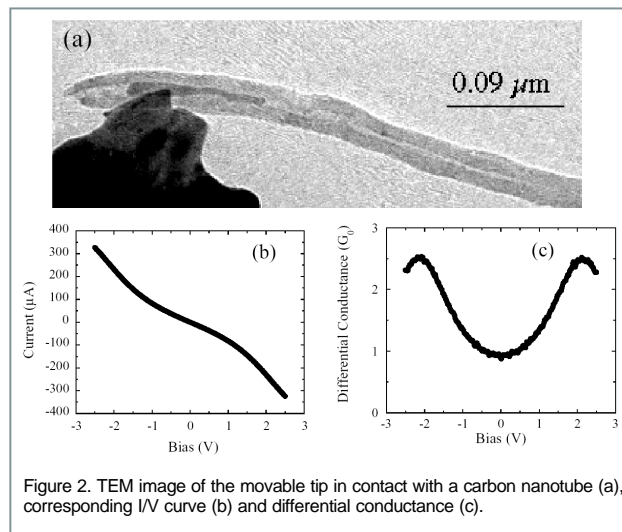 (a)
0.09 µm
400
300
200
100
0
-100
-200
-300
-400
Current (µA)
(b)
-3 -2 -1 0 1 2 3
Bias (V)
3
2
1
0
Differential Conductance (G₀)
(c)
-3 -2 -1 0 1 2 3
Bias (V)
Figure 2. TEM image of the movable tip in contact with a carbon nanotube (a),
corresponding I/V curve (b) and differential conductance (c).